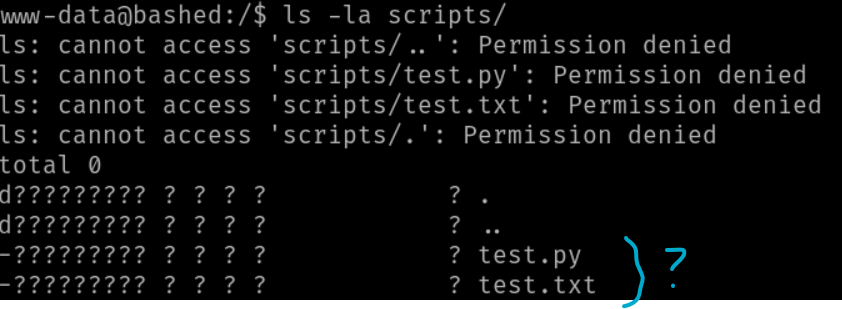 www-data@bashed:/$ ls -la scripts/
ls: cannot access 'scripts/..': Permission denied
ls: cannot access 'scripts/test.py': Permission denied
ls: cannot access 'scripts/test.txt': Permission denied
ls: cannot access 'scripts/.': Permission denied
total 0
d????????? ? ? ? ?            ? .
d????????? ? ? ? ?            ? ..
-????????? ? ? ? ?            ? test.py
-????????? ? ? ? ?            ? test.txt
} ?